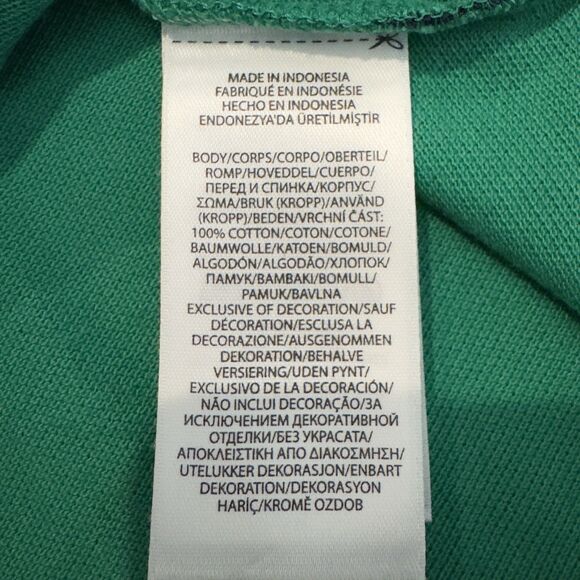 MADE IN INDONESIA
FABRIQUÉ EN INDONÉSIE
HECHO EN INDONESIA
ENDONEZYA'DA ÜRETİLMİŞTİR
BODY/CORPS/CORPO/OBERTEIL/
ROMP/HOVEDDEL/CUERPO/
ПЕРЕД И СПИНКА/КОРПУС/
ΣΩΜΑ/BRUK (KROPP)/ANVÄND
(KROPP)/BEDEN/VRCHNÍ ČÁST:
100% COTTON/COTON/COTONE/
BAUMWOLLE/KATOEN/BOMULD/
ALGODÓN/ALGODÃO/ХЛОПОК/
ПАМУК/BAMBAKI/BOMULL/
PAMUK/BAVLNA
EXCLUSIVE OF DECORATION/SAUF
DÉCORATION/ESCLUSA LA
DECORAZIONE/AUSGENOMMEN
DEKORATION/BEHALVE
VERSIERING/UDEN PYNT/
EXCLUSIVO DE LA DECORACIÓN/
NÃO INCLUI DECORAÇÃO/ЗА
ИСКЛЮЧЕНИЕМ ДЕКОРАТИВНОЙ
ОТДЕЛКИ/БЕЗ УКРАСАТА/
ΑΠΟΚΛΕΙΣΤΙΚΗ ΑΠΟ ΔΙΑΚΟΣΜΗΣΗ/
UTELUKKER DEKORASJON/ENBART
DEKORATION/DEKORASYON
HARİÇ/KROMĚ OZDOB